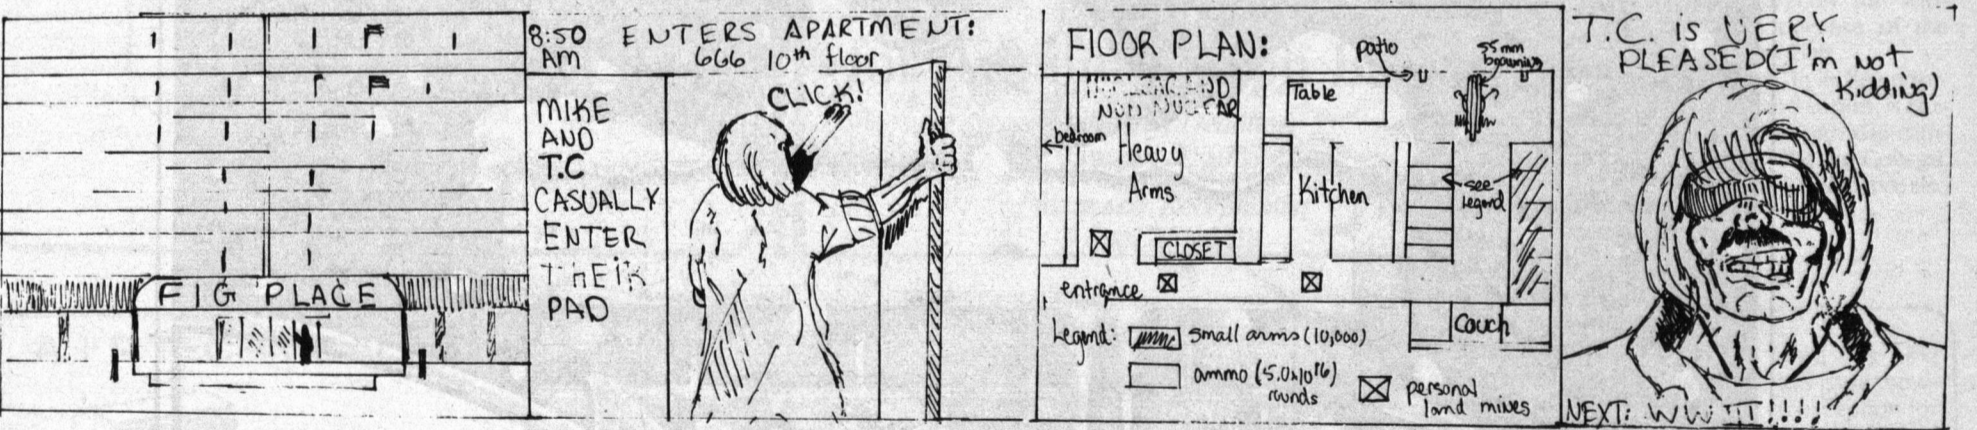 FIG PLACE
8:50
AM
ENTERS APARTMENT:
666 10th floor
MIKE
AND
T.C
CASUALLY
ENTER
THEIR
PAD
CLICK!
FLOOR PLAN:
patio
55mm
browning
NUCLEAR AND
NON NUCLEAR
Heavy
Arms
bedroom
Table
Kitchen
see
legend
CLOSET
entrance
Couch
Legend:
small arms (10,000)
ammo (5.0x10^16)
rounds
personal
land mines
T.C. is VERY
PLEASED (I'm not
Kidding)
NEXT: WW III!!!!